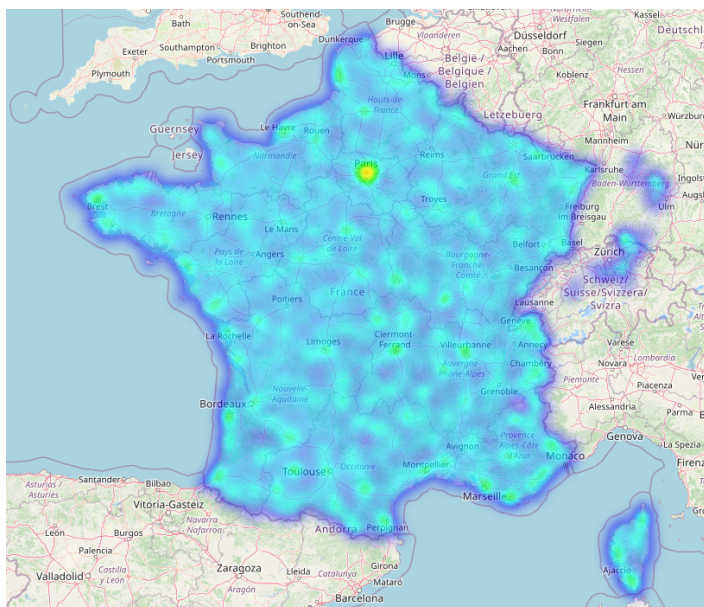 Bath
Southend-
on-Sea
Brugge
Düsseldorf
Kassel
Exeter
Southampton
Brighton
Dunkerque
Vlaanderen
Aachen
Siegen
Deutschl
Plymouth
Portsmouth
Lille
Bonn
Mons
België /
Belgique /
Belgien
Koblenz
Hessen
Frankfurt am
Main
Hauts-de-
France
Letzebuerg
Würzburg
Guernsey
Le Havre
Rouen
Mannheim
Nür
Jersey
Normandie
Paris
Reims
Saarbrücken
Karlsruhe
Grand Est
Baden-Württemberg
Ingolst
Brest
Bretagne
Rennes
Troyes
Freiburg
im Breisgau
Ulm
Augs
Le Mans
Centre-Val
de Loire
Belfort
Basel
Pays de
la Loire
Angers
Bourgogne-
Franche-
Comté
Besançon
Zürich
Poitiers
France
Lausanne
Schweiz/
Suisse/Svizzera/
Svizra
La Rochelle
Limoges
Clermont-
Ferrand
Villeurbanne
Genève
Annecy
Varese
Auvergne-
Rhône-Alpes
Chambéry
Novara
Lombardia
Piacenza
Nouvelle-
Aquitaine
Grenoble
Piemonte
Bordeaux
Alessandria
Parma
Provence-
Alpes-Côte
d'Azur
Genova
Avignon
La Spezia
Monaco
Firen
Toulouse
Occitanie
Montpellier
Santander
Bilbao
Marseille
Asturias /
Asturies
Vitoria-Gasteiz
Andorra
Perpignan
León
Burgos
Navarra -
Nafarroa
Girona
Palencia
Zaragoza
Lleida
Catalunya
Mataró
Ajaccio
Valladolid
Castilla
y León
Aragón
Barcelona